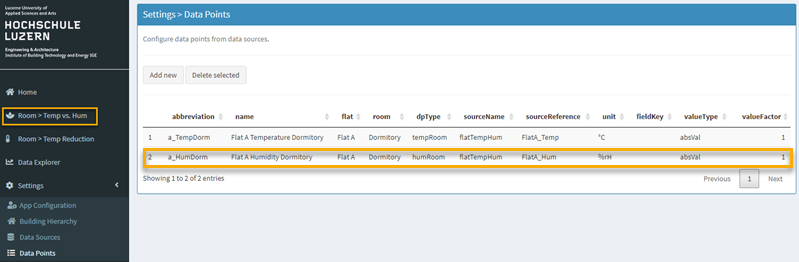 Lucerne University of
Applied Sciences and Arts
HOCHSCHULE
LUZERN
Engineering & Architecture
Institute of Building Technology and Energy IGE
Home
Room > Temp vs. Hum
Room > Temp Reduction
Data Explorer
Settings
App Configuration
Building Hierarchy
Data Sources
Data Points
Settings > Data Points
Configure data points from data sources.
Add new Delete selected
abbreviation name flat room dpType sourceName sourceReference unit fieldKey valueType valueFactor
1 a_TempDorm Flat A Temperature Dormitory Flat A Dormitory tempRoom flatTempHum FlatA_Temp °C absVal 1
2 a_HumDorm Flat A Humidity Dormitory Flat A Dormitory humRoom flatTempHum FlatA_Hum %rH absVal 1
Showing 1 to 2 of 2 entries
Previous 1 Next